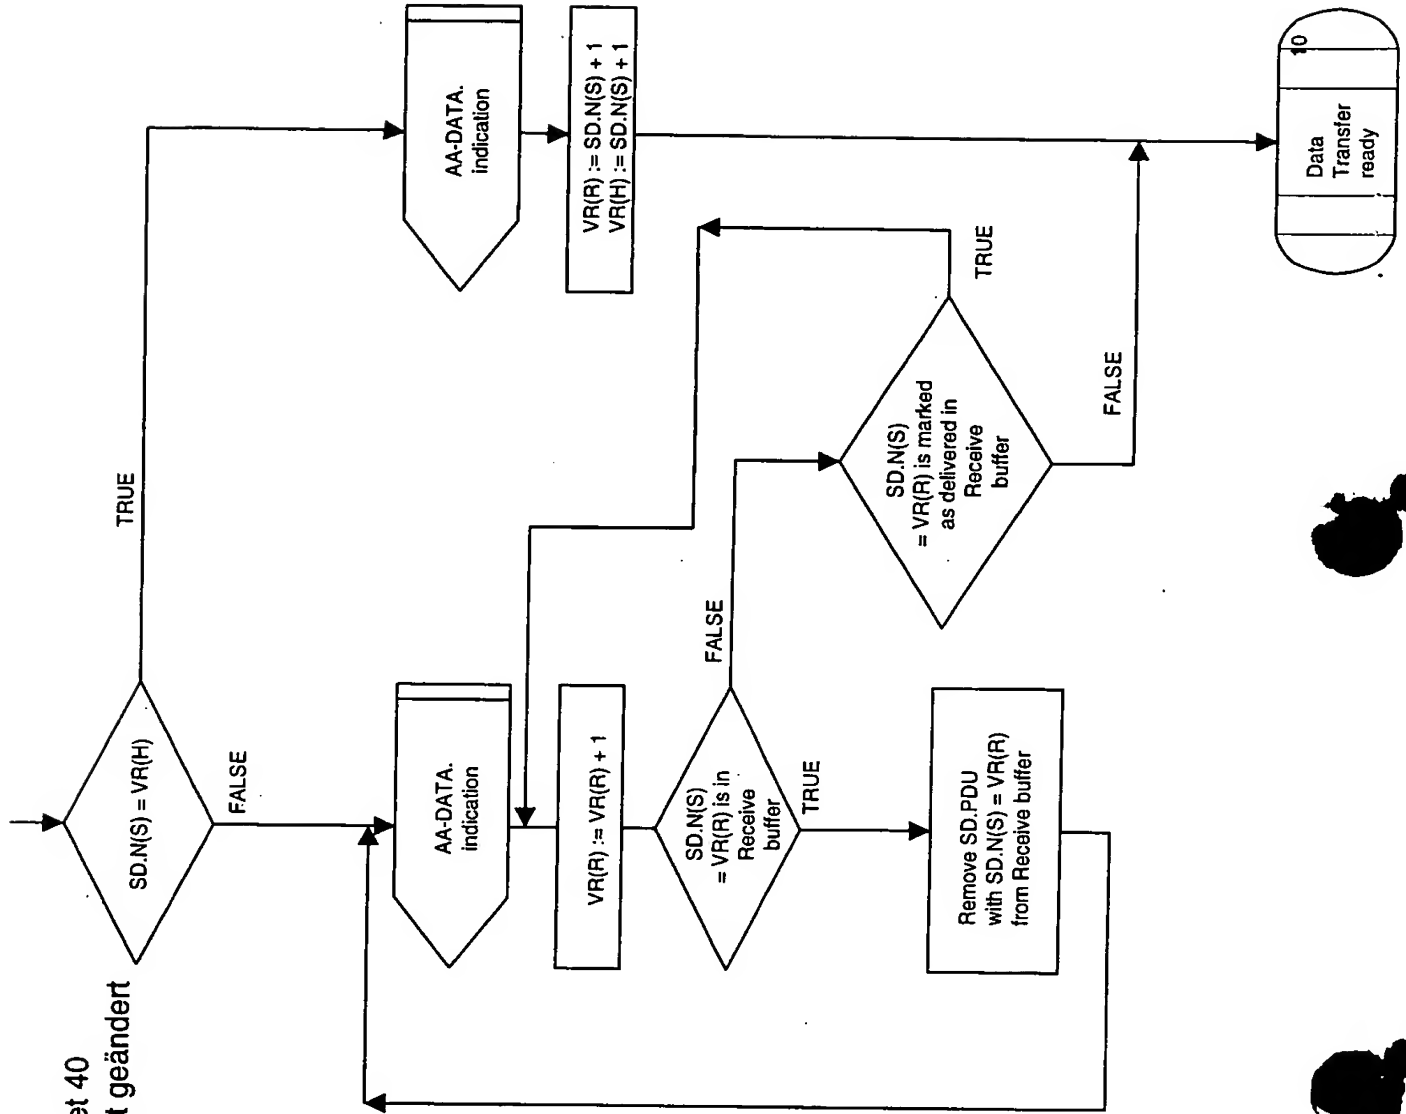 40
geändert
SD.N(S) = VR(H)
TRUE
FALSE
AA-DATA.
indication
AA-DATA.
indication
VR(R) := SD.N(S) + 1
VR(H) := SD.N(S) + 1
VR(R) := VR(R) + 1
SD.N(S)
= VR(R) is in
Receive
buffer
FALSE
TRUE
SD.N(S)
= VR(R) is marked
as delivered in
Receive
buffer
TRUE
FALSE
Remove SD.PDU
with SD.N(S) = VR(R)
from Receive buffer
Data
Transfer
ready
10